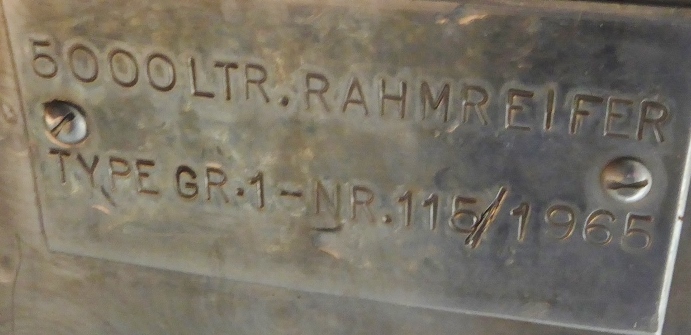 5000 LTR. RAHMREIFER
TYPE GR.1-NR.115/1965